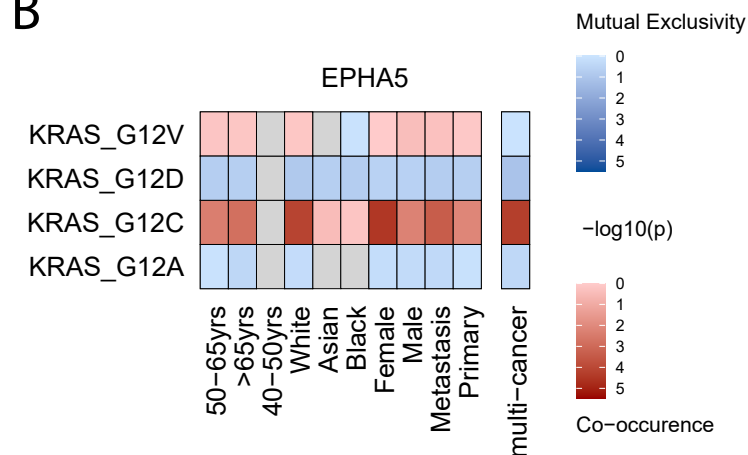 B
Mutual Exclusivity
0
1
2
3
4
5
EPHA5
KRAS_G12V
KRAS_G12D
KRAS_G12C
KRAS_G12A
−log10(p)
0
1
2
3
4
5
Co−occurence
50−65yrs
>65yrs
40−50yrs
White
Asian
Black
Female
Male
Metastasis
Primary
multi−cancer